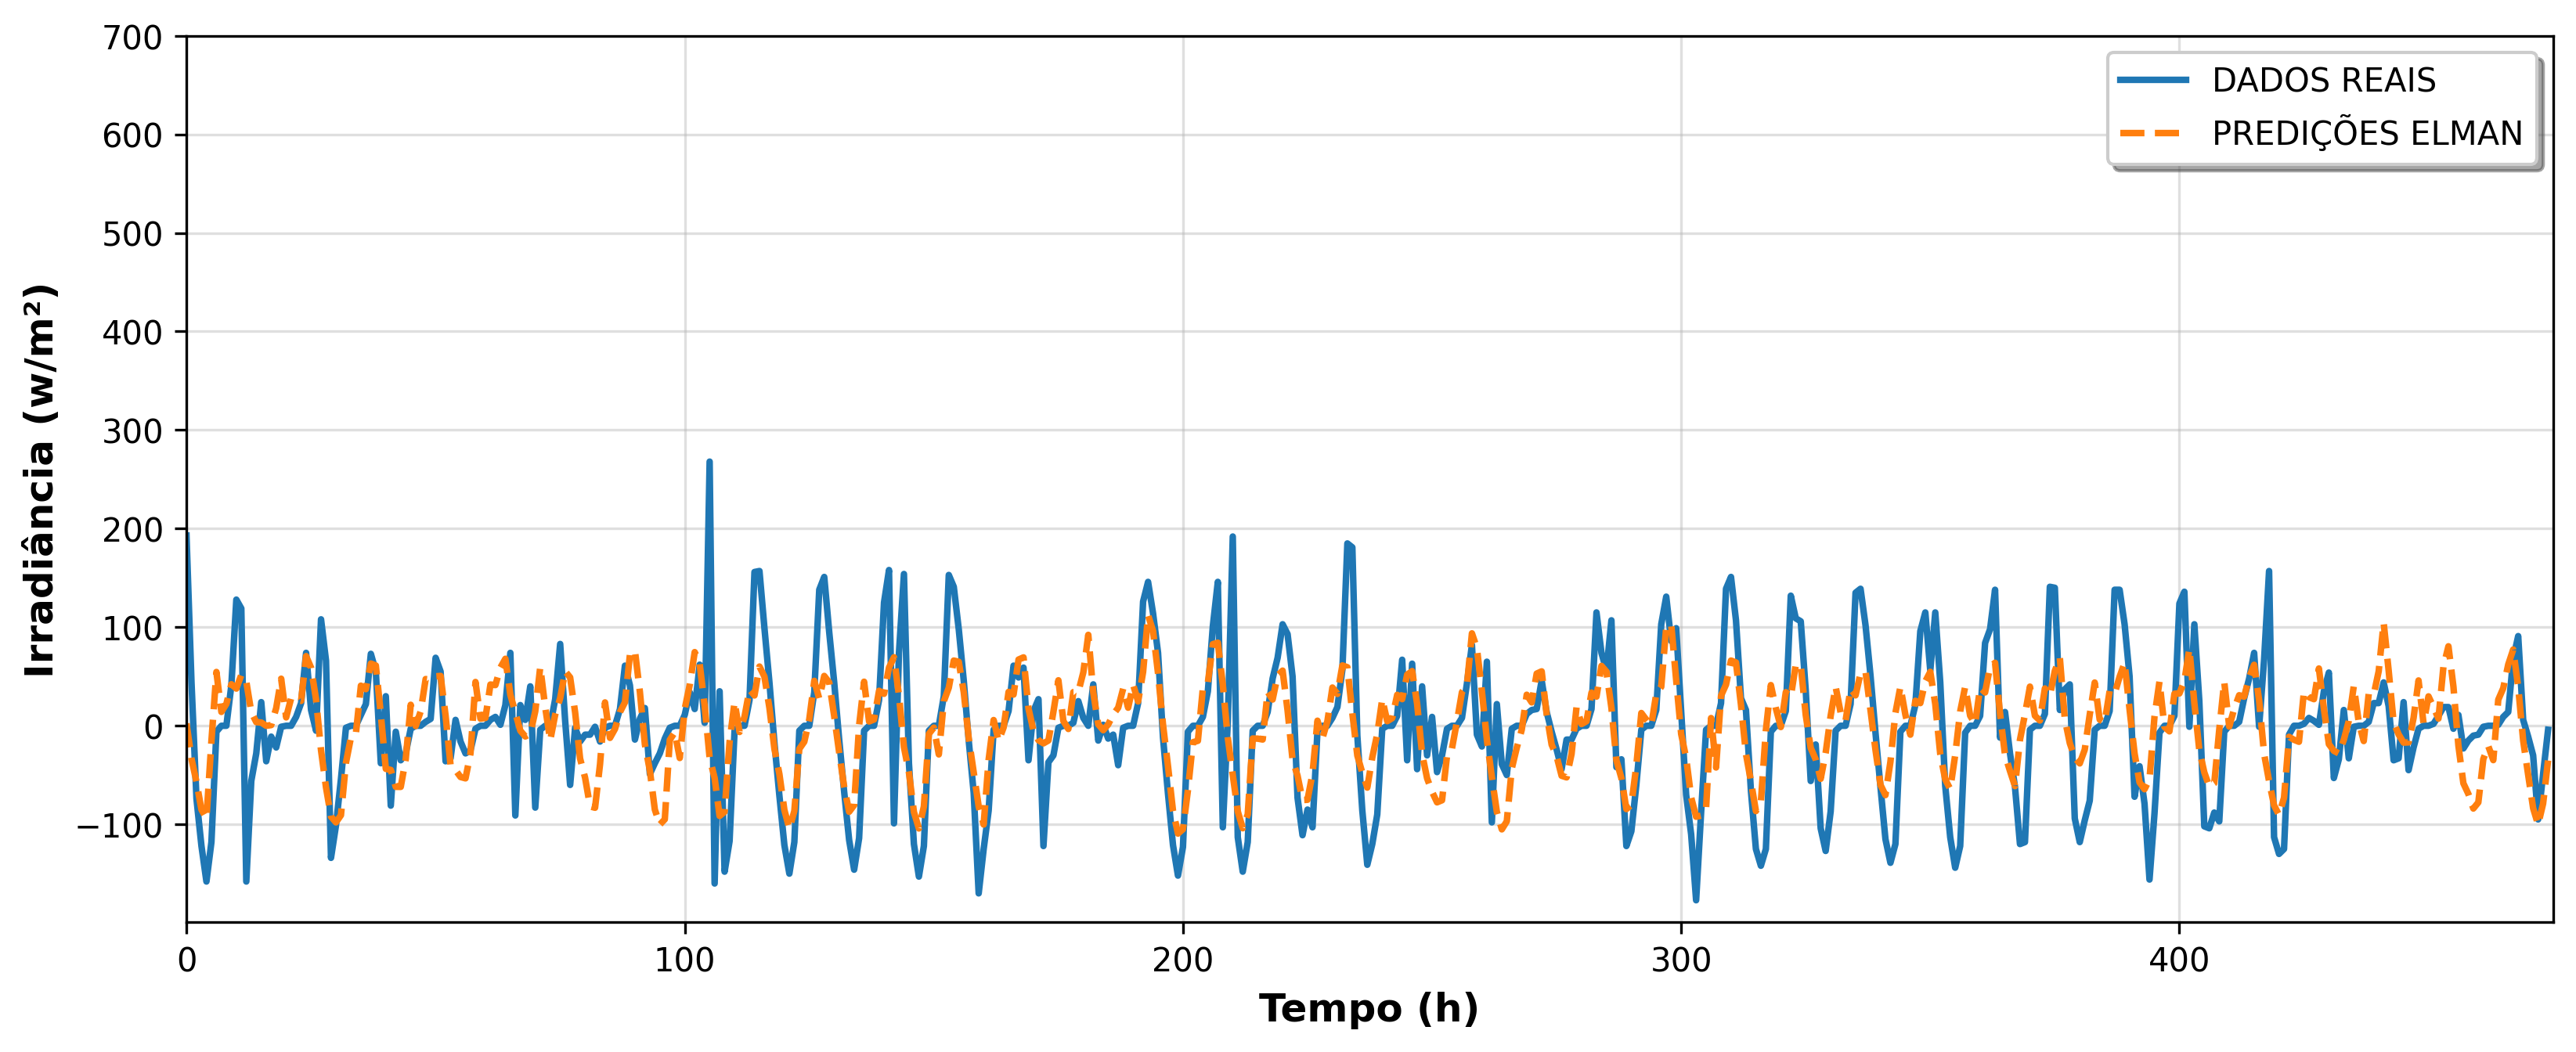 700
600
500
400
300
200
100
0
−100
Irradiância (w/m²)
DADOS REAIS
PREDIÇÕES ELMAN
0 100 200 300 400
Tempo (h)